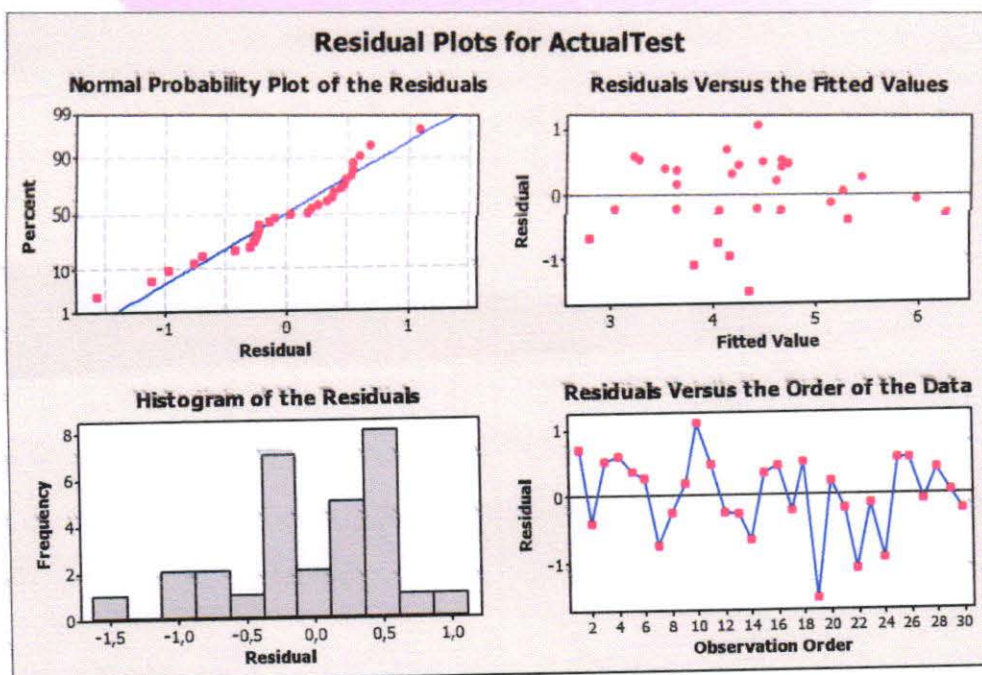 Residual Plots for ActualTest
Normal Probability Plot of the Residuals
99
90
50
10
1
Percent
-1 0 1
Residual
Residuals Versus the Fitted Values
1
0
-1
Residual
3 4 5 6
Fitted Value
Histogram of the Residuals
8
6
4
2
0
Frequency
-1,5 -1,0 -0,5 0,0 0,5 1,0
Residual
Residuals Versus the Order of the Data
1
0
-1
Residual
2 4 6 8 10 12 14 16 18 20 22 24 26 28 30
Observation Order